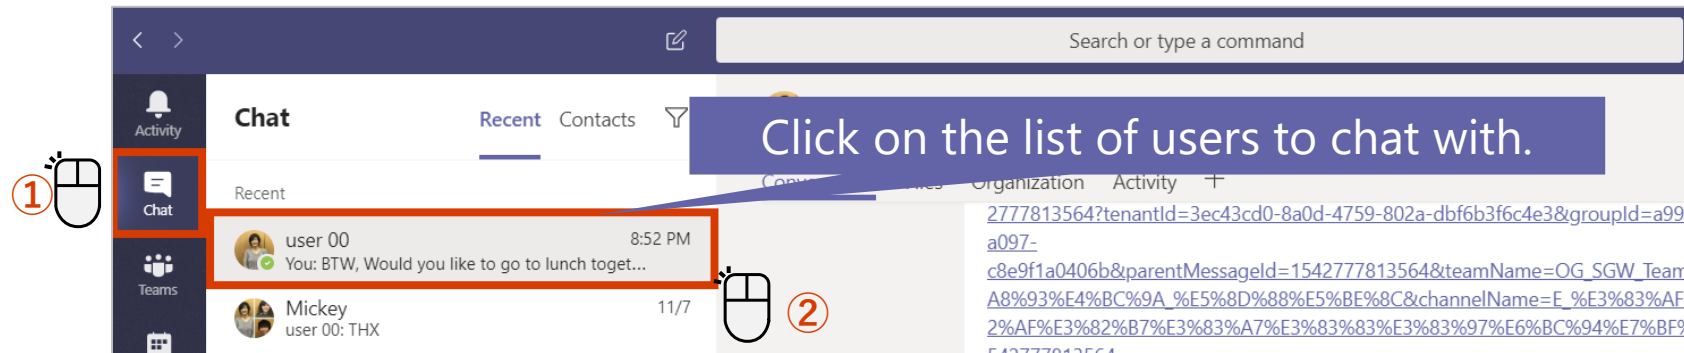 Search or type a command
Activity
Chat
Recent Contacts
Click on the list of users to chat with.
①
Chat
Recent
Organization Activity +
2777813564?tenantId=3ec43cd0-8a0d-4759-802a-dbf6b3f6c4e3&groupId=a99
a097-
user 00 8:52 PM
You: BTW, Would you like to go to lunch toget...
c8e9f1a0406b&parentMessageId=1542777813564&teamName=OG_SGW_Team
Teams
A8%93%E4%BC%9A_%E5%8D%88%E5%BE%8C&channelName=E_%E3%83%AF
Mickey 11/7
user 00: THX
②
2%AF%E3%82%B7%E3%83%A7%E3%83%83%E3%83%97%E6%BC%94%E7%BF%
542777813564